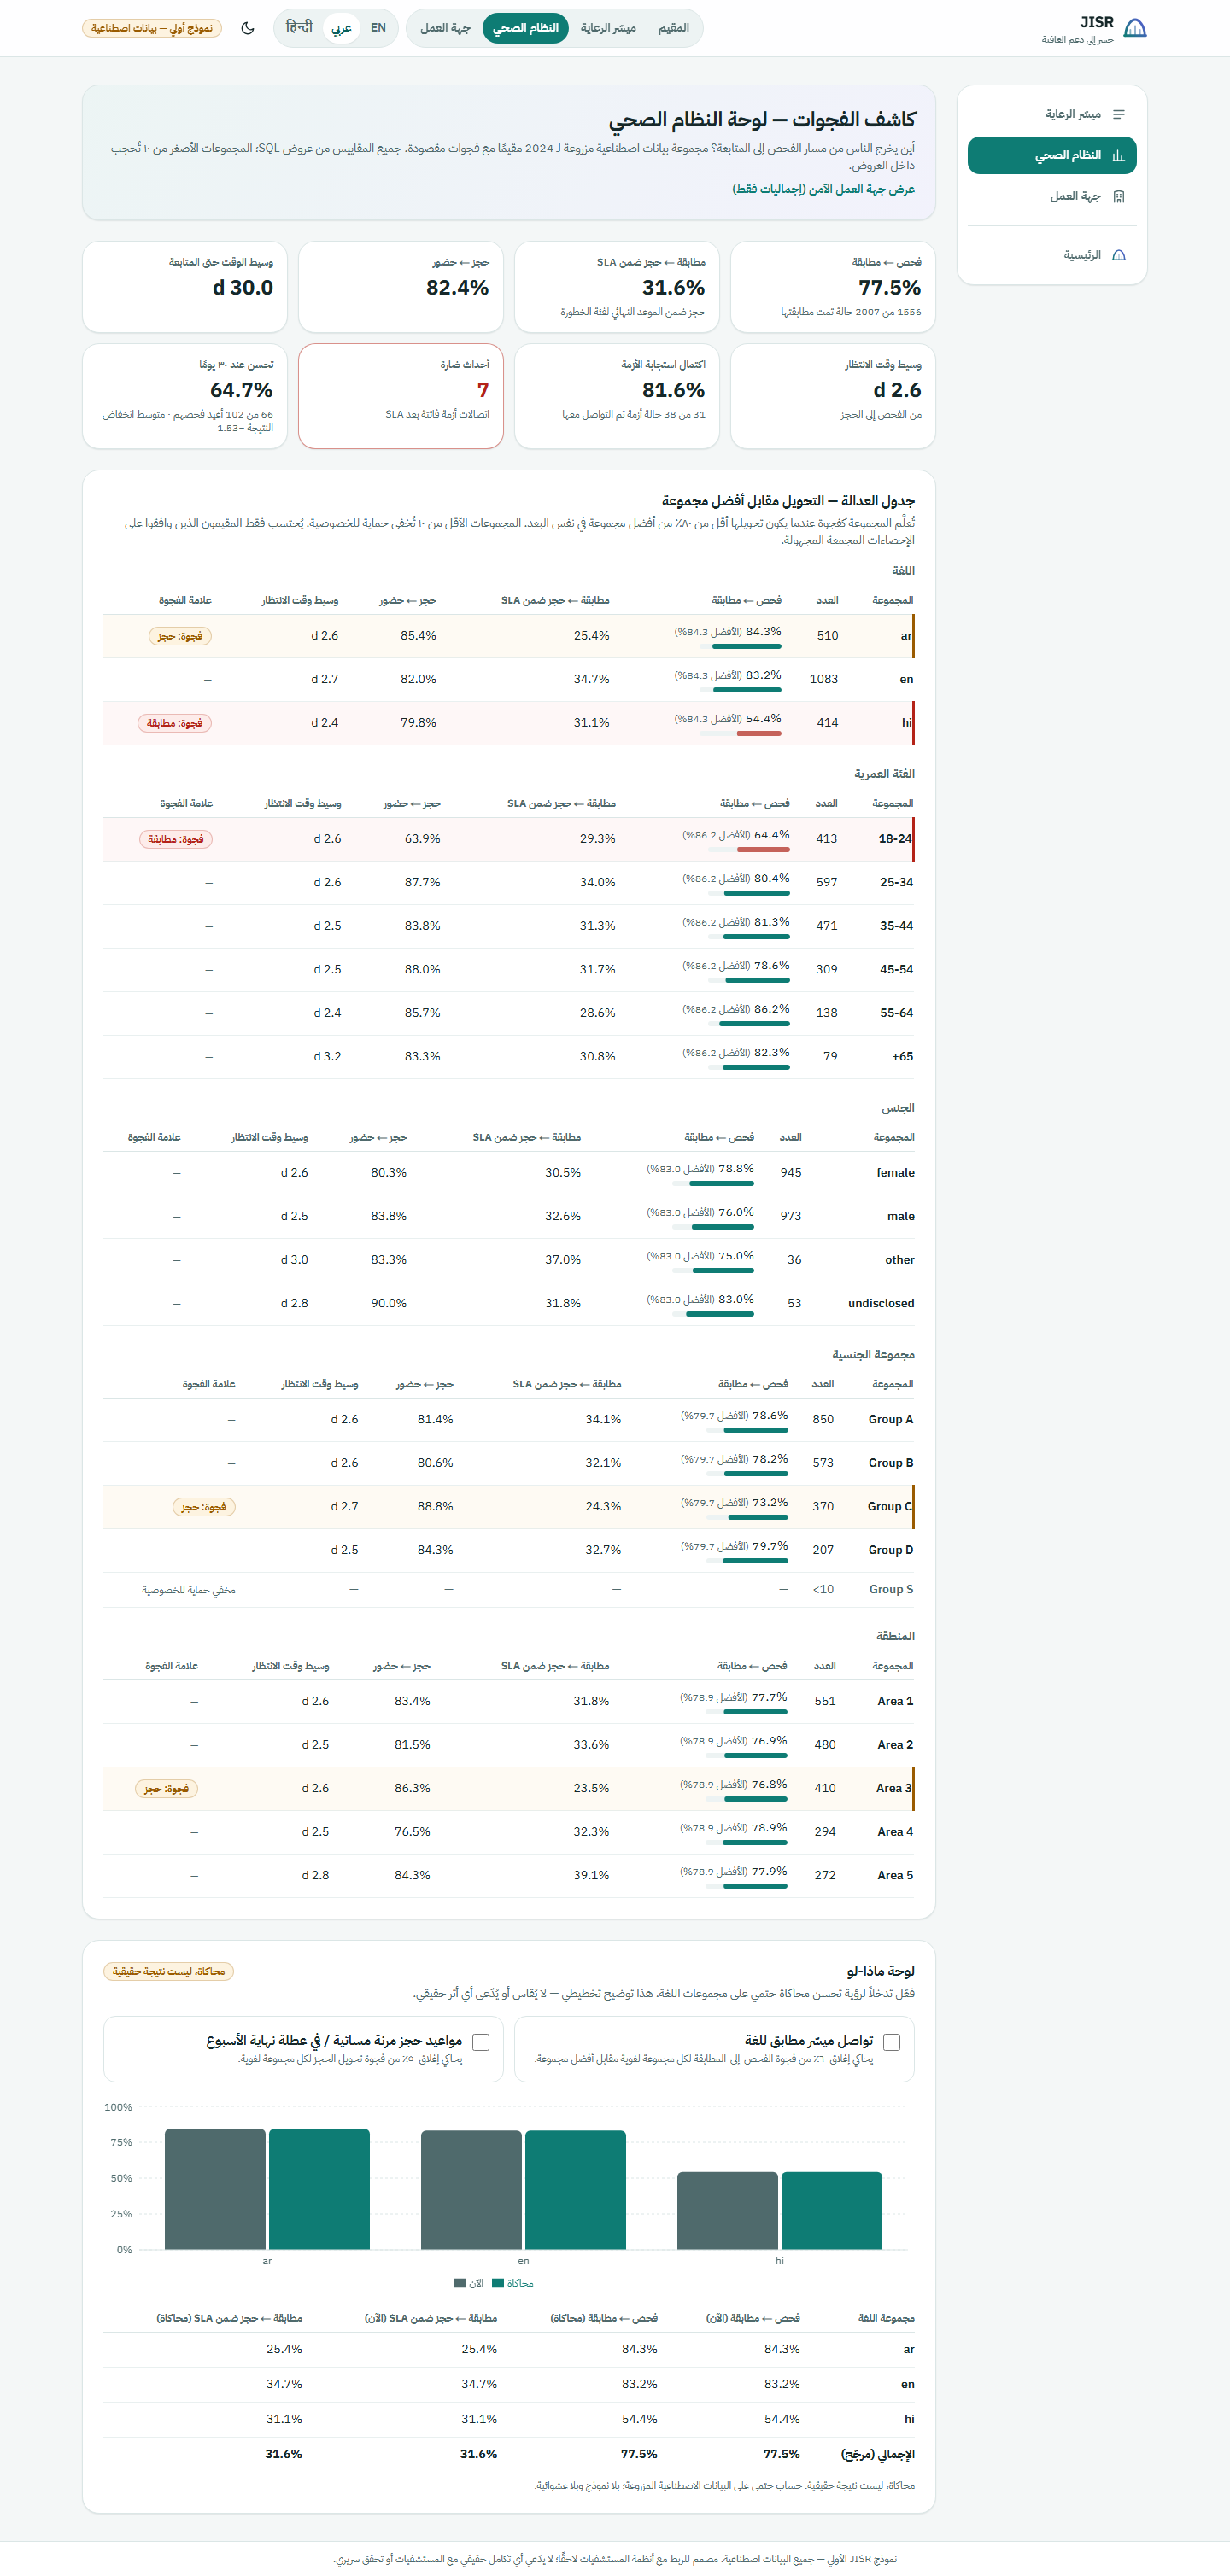 JISR
جسر إلى دعم العافية
المقيم
ميسّر الرعاية
النظام الصحي
جهة العمل
EN
عربي
हिन्दी
نموذج أولي — بيانات اصطناعية
ميسّر الرعاية
النظام الصحي
جهة العمل
الرئيسية
كاشف الفجوات — لوحة النظام الصحي
أين يخرج الناس من مسار الفحص إلى المتابعة؟ مجموعة بيانات اصطناعية مزروعة لـ 2024 مقيمًا مع فجوات مقصودة. جميع المقاييس من عروض SQL؛ المجموعات الأصغر من ١٠ تُحجب
داخل العروض.
عرض جهة العمل الآمن (إجماليات فقط)
فحص ← مطابقة
77.5%
1556 من 2007 حالة تمت مطابقتها
مطابقة ← حجز ضمن SLA
31.6%
حجز ضمن الموعد النهائي لفئة الخطورة
حجز ← حضور
82.4%
وسيط الوقت حتى المتابعة
30.0 d
وسيط وقت الانتظار
2.6 d
من الفحص إلى الحجز
اكتمال استجابة الأزمة
81.6%
31 من 38 حالة أزمة تم التواصل معها
أحداث ضارة
7
اتصالات أزمة فائتة بعد SLA
تحسن عند ٣٠ يومًا
64.7%
66 من 102 أعيد فحصهم · متوسط انخفاض
النتيجة −1.53
جدول العدالة — التحويل مقابل أفضل مجموعة
تُعلَّم المجموعة كفجوة عندما يكون تحويلها أقل من ٨٠٪ من أفضل مجموعة في نفس البعد. المجموعات الأقل من ١٠ تُخفى حماية للخصوصية. يُحتسب فقط المقيمون الذين وافقوا على
الإحصاءات المجمعة المجهولة.
اللغة
المجموعة العدد فحص ← مطابقة مطابقة ← حجز ضمن SLA حجز ← حضور وسيط وقت الانتظار علامة الفجوة
ar 510 84.3% (الأفضل 84.3%) 25.4% 85.4% 2.6 d فجوة: حجز
en 1083 83.2% (الأفضل 84.3%) 34.7% 82.0% 2.7 d —
hi 414 54.4% (الأفضل 84.3%) 31.1% 79.8% 2.4 d فجوة: مطابقة
الفئة العمرية
المجموعة العدد فحص ← مطابقة مطابقة ← حجز ضمن SLA حجز ← حضور وسيط وقت الانتظار علامة الفجوة
18-24 413 64.4% (الأفضل 86.2%) 29.3% 63.9% 2.6 d فجوة: مطابقة
25-34 597 80.4% (الأفضل 86.2%) 34.0% 87.7% 2.6 d —
35-44 471 81.3% (الأفضل 86.2%) 31.3% 83.8% 2.5 d —
45-54 309 78.6% (الأفضل 86.2%) 31.7% 88.0% 2.5 d —
55-64 138 86.2% (الأفضل 86.2%) 28.6% 85.7% 2.4 d —
+65 79 82.3% (الأفضل 86.2%) 30.8% 83.3% 3.2 d —
الجنس
المجموعة العدد فحص ← مطابقة مطابقة ← حجز ضمن SLA حجز ← حضور وسيط وقت الانتظار علامة الفجوة
female 945 78.8% (الأفضل 83.0%) 30.5% 80.3% 2.6 d —
male 973 76.0% (الأفضل 83.0%) 32.6% 83.8% 2.5 d —
other 36 75.0% (الأفضل 83.0%) 37.0% 83.3% 3.0 d —
undisclosed 53 83.0% (الأفضل 83.0%) 31.8% 90.0% 2.8 d —
مجموعة الجنسية
المجموعة العدد فحص ← مطابقة مطابقة ← حجز ضمن SLA حجز ← حضور وسيط وقت الانتظار علامة الفجوة
Group A 850 78.6% (الأفضل 79.7%) 34.1% 81.4% 2.6 d —
Group B 573 78.2% (الأفضل 79.7%) 32.1% 80.6% 2.6 d —
Group C 370 73.2% (الأفضل 79.7%) 24.3% 88.8% 2.7 d فجوة: حجز
Group D 207 79.7% (الأفضل 79.7%) 32.7% 84.3% 2.5 d —
Group S <10 — — — — مخفي حماية للخصوصية
المنطقة
المجموعة العدد فحص ← مطابقة مطابقة ← حجز ضمن SLA حجز ← حضور وسيط وقت الانتظار علامة الفجوة
Area 1 551 77.7% (الأفضل 78.9%) 31.8% 83.4% 2.6 d —
Area 2 480 76.9% (الأفضل 78.9%) 33.6% 81.5% 2.5 d —
Area 3 410 76.8% (الأفضل 78.9%) 23.5% 86.3% 2.6 d فجوة: حجز
Area 4 294 78.9% (الأفضل 78.9%) 32.3% 76.5% 2.5 d —
Area 5 272 77.9% (الأفضل 78.9%) 39.1% 84.3% 2.8 d —
لوحة ماذا-لو
محاكاة، ليست نتيجة حقيقية
فعّل تدخلاً لرؤية تحسن محاكاة حتمي على مجموعات اللغة. هذا توضيح تخطيطي — لا يُقاس أو يُدّعى أي أثر حقيقي.
تواصل ميسّر مطابق للغة
يحاكي إغلاق ٦٠٪ من فجوة الفحص-إلى-المطابقة لكل مجموعة لغوية مقابل أفضل مجموعة.
مواعيد حجز مرنة مسائية / في عطلة نهاية الأسبوع
يحاكي إغلاق ٥٠٪ من فجوة تحويل الحجز لكل مجموعة لغوية.
100%
75%
50%
25%
0%
ar en hi
الآن محاكاة
مجموعة اللغة فحص ← مطابقة (الآن) فحص ← مطابقة (محاكاة) مطابقة ← حجز ضمن SLA (الآن) مطابقة ← حجز ضمن SLA (محاكاة)
ar 84.3% 84.3% 25.4% 25.4%
en 83.2% 83.2% 34.7% 34.7%
hi 54.4% 54.4% 31.1% 31.1%
الإجمالي (مرجّح) 77.5% 77.5% 31.6% 31.6%
محاكاة، ليست نتيجة حقيقية. حساب حتمي على البيانات الاصطناعية المزروعة؛ بلا نموذج وبلا عشوائية.
نموذج JISR الأولي — جميع البيانات اصطناعية. مصمم للربط مع أنظمة المستشفيات لاحقًا؛ لا يدّعي أي تكامل حقيقي مع المستشفيات أو تحقق سريري.